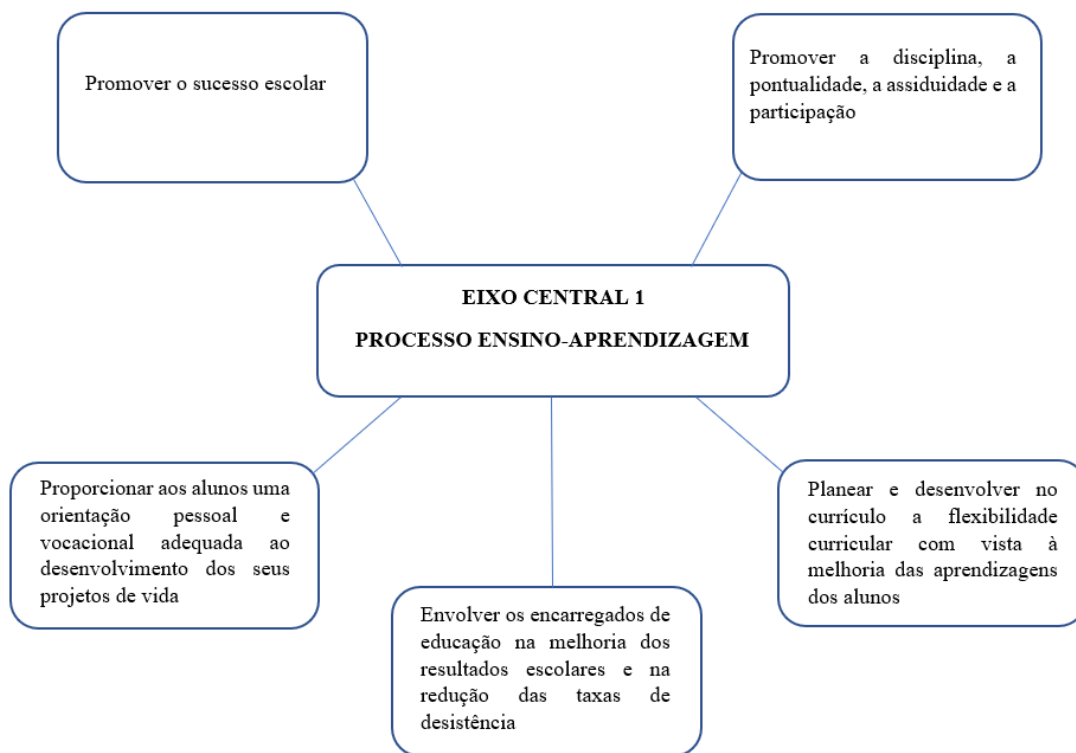 Promover o sucesso escolar
Promover a disciplina, a
pontualidade, a assiduidade e a
participação
EIXO CENTRAL 1
PROCESSO ENSINO-APRENDIZAGEM
Proporcionar aos alunos uma
orientação pessoal e
vocacional adequada ao
desenvolvimento dos seus
projetos de vida
Envolver os encarregados de
educação na melhoria dos
resultados escolares e na
redução das taxas de
desistência
Planear e desenvolver no
currículo a flexibilidade
curricular com vista à
melhoria das aprendizagens
dos alunos